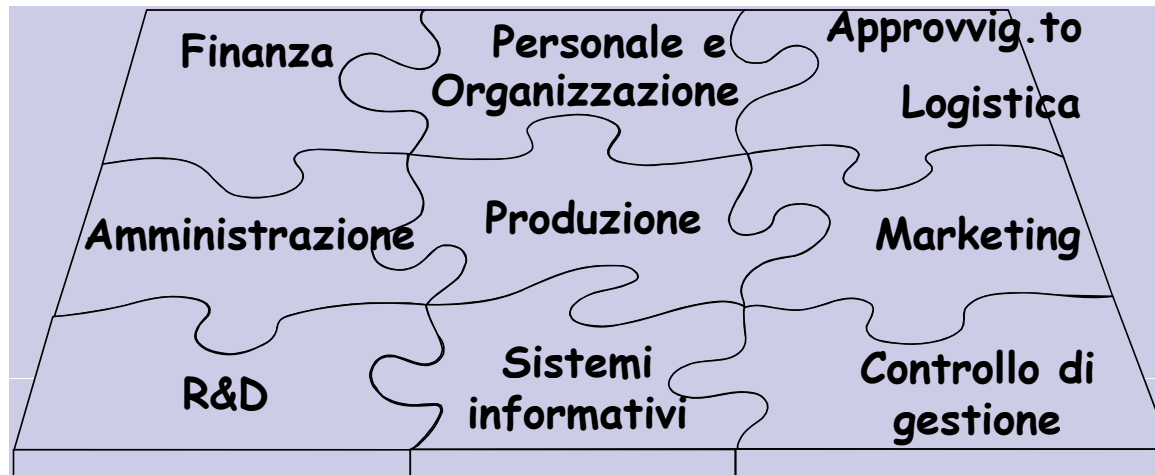 Finanza
Personale e
Organizzazione
Approvvig.to
Logistica
Amministrazione
Produzione
Marketing
R&D
Sistemi
informativi
Controllo di
gestione